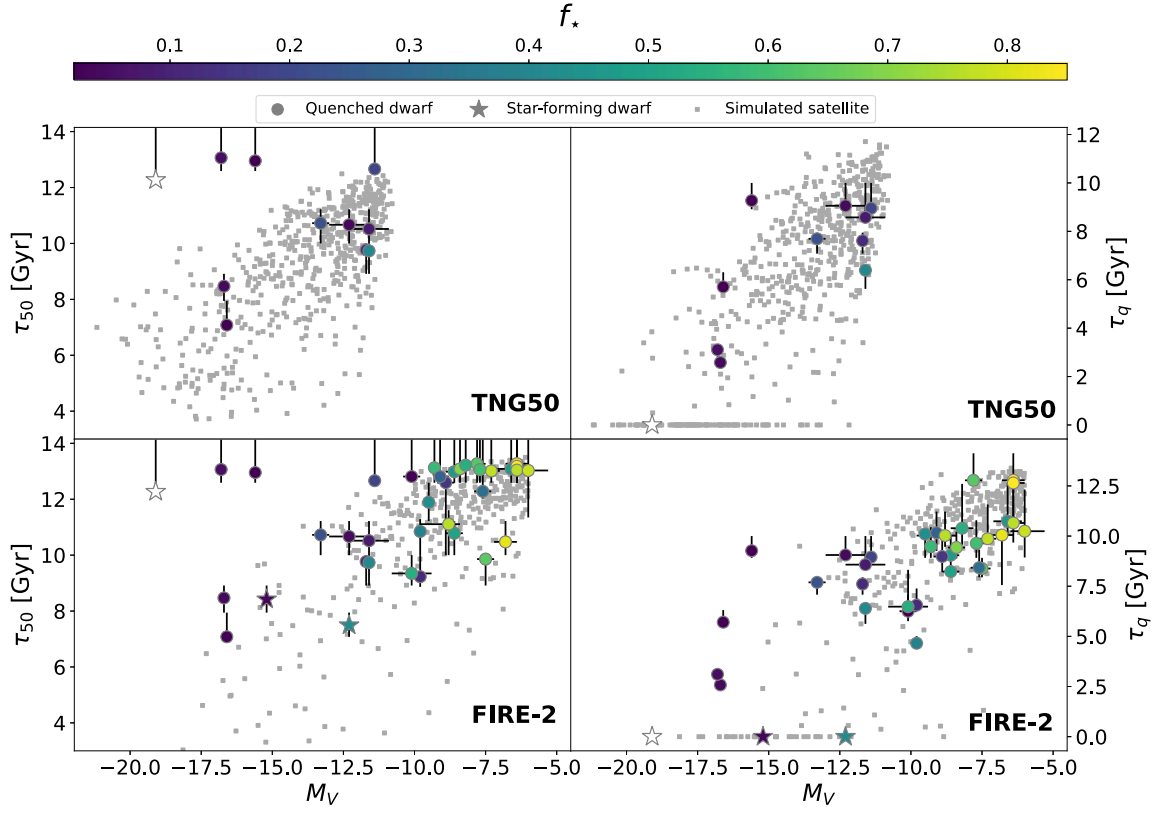 f⋆
0.1 0.2 0.3 0.4 0.5 0.6 0.7 0.8
Quenched dwarf Star-forming dwarf Simulated satellite
14
12
10
8
6
4
τ50 [Gyr]
TNG50
12
10
8
6
4
2
0
τq [Gyr]
TNG50
14
12
10
8
6
4
τ50 [Gyr]
FIRE-2
12.5
10.0
7.5
5.0
2.5
0.0
τq [Gyr]
FIRE-2
−20.0 −17.5 −15.0 −12.5 −10.0 −7.5 −5.0
MV
−20.0 −17.5 −15.0 −12.5 −10.0 −7.5 −5.0
MV